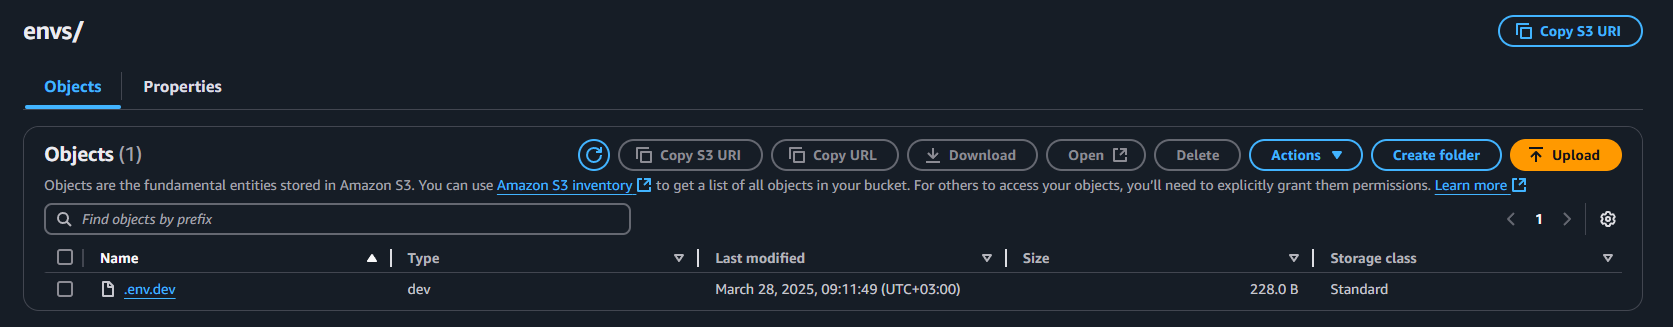 envs/
Copy S3 URI
Objects
Properties
Objects (1)
Copy S3 URI
Copy URL
Download
Open
Delete
Actions
Create folder
Upload
Objects are the fundamental entities stored in Amazon S3. You can use Amazon S3 inventory to get a list of all objects in your bucket. For others to access your objects, you'll need to explicitly grant them permissions. Learn more
Find objects by prefix
1
Name Type Last modified Size Storage class
.env.dev dev March 28, 2025, 09:11:49 (UTC+03:00) 228.0 B Standard